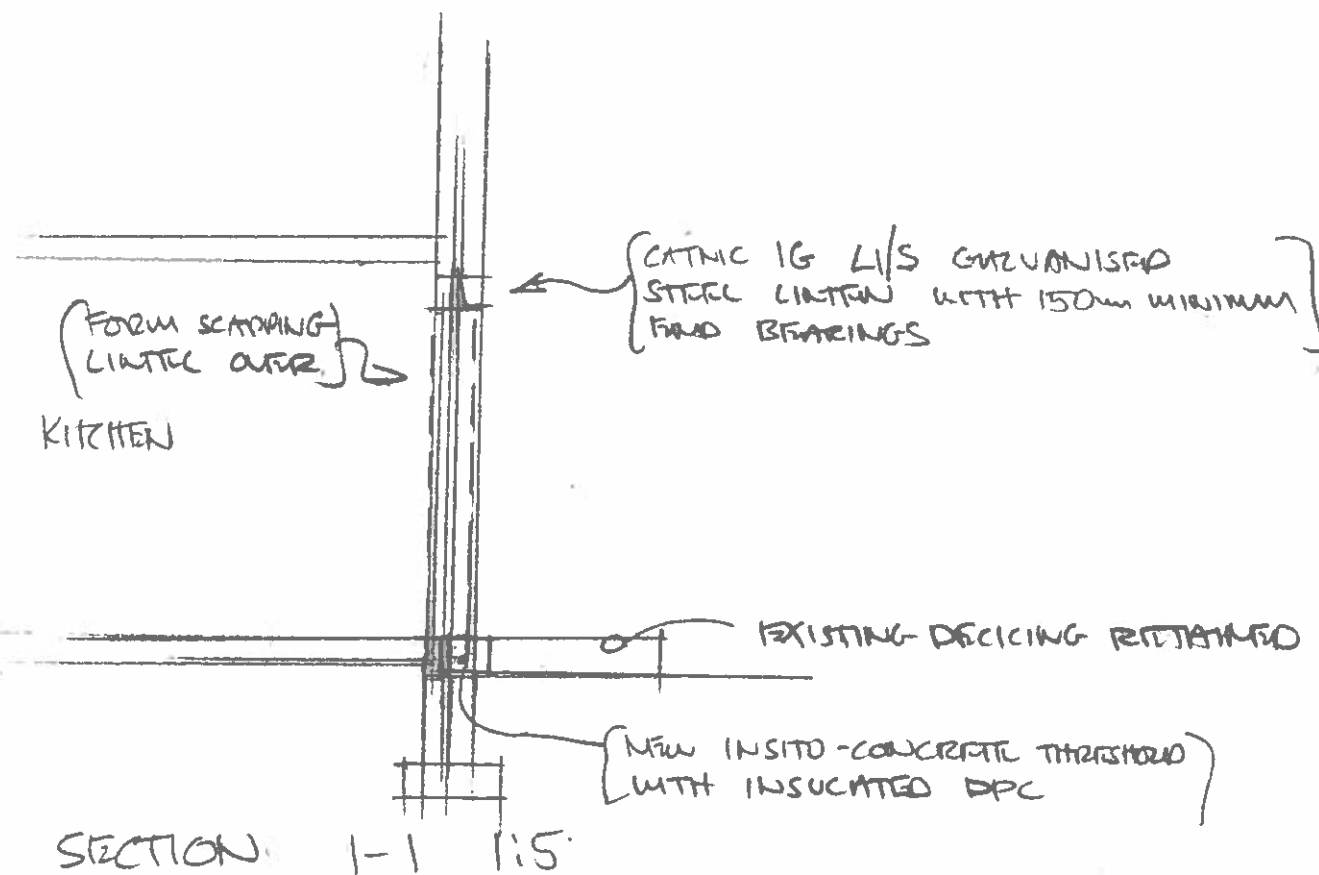 CATNIC IG L1/S GALVANISED
STEEL LINTEL WITH 150mm MINIMUM
END BEARINGS
FORM
LINTEL OVER
KITCHEN
EXISTING DECKING RETAINED
NEW INSITU-CONCRETE THRESHOLD
WITH INSULATED DPC
SECTION 1-1 1:5